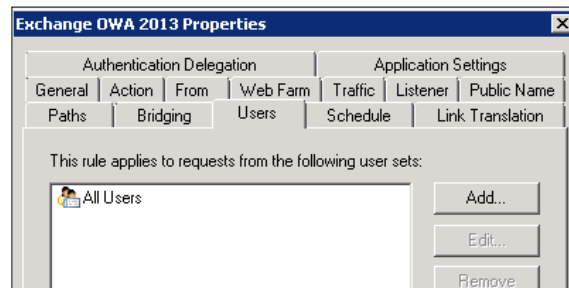 Exchange OWA 2013 Properties
Authentication Delegation Application Settings
General Action From Web Farm Traffic Listener Public Name
Paths Bridging Users Schedule Link Translation
This rule applies to requests from the following user sets:
All Users Add...
Edit...
Remove